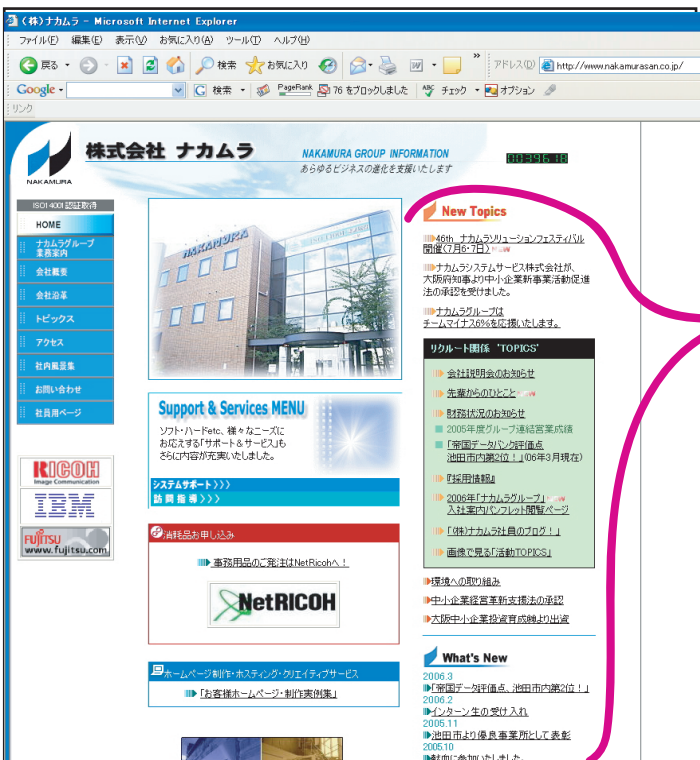 (株)ナカムラ - Microsoft Internet Explorer
ファイル(F) 編集(E) 表示(V) お気に入り(A) ツール(T) ヘルプ(H)
戻る 検索 お気に入り アドレス(D) http://www.nakamurasan.co.jp/
Google 検索 PageRank 76 をブロックしました チェック オプション
リンク
NAKAMURA
株式会社 ナカムラ
NAKAMURA GROUP INFORMATION
あらゆるビジネスの進化を支援いたします
ISO14001認証取得
HOME
ナカムラグループ
業務案内
会社概要
会社沿革
トピックス
アクセス
社内風景集
お問い合わせ
社員用ページ
RICOH
Image Communication
IBM
FUJITSU
www.fujitsu.com
NAKAMURA
Support & Services MENU
ソフト・ハードetc、様々なニーズに
お応えする「サポート&サービス」も
さらに内容が充実いたしました。
システムサポート>>>
訪問指導>>>
消耗品お申し込み
事務用品のご発注はNetRicohへ！
NetRICOH
ホームページ制作・ホスティング・クリエイティブサービス
「お客様ホームページ・制作実例集」
New Topics
46th ナカムラソリューションフェスティバル
開催(7月6・7日)
ナカムラシステムサービス株式会社が、
大阪府知事より中小企業新事業活動促進
法の承認を受けました。
ナカムラグループは
チームマイナス6%を応援いたします。
リクルート関係 'TOPICS'
会社説明会のお知らせ
先輩からのひとこと
財務状況のお知らせ
2005年度グループ連結営業成績
「帝国データバンク評価点
池田市内第2位！」(06年3月現在)
『採用情報』
2006年「ナカムラグループ」
入社案内パンフレット閲覧ページ
「(株)ナカムラ社員のブログ！」
画像で見る「活動TOPICS」
環境への取り組み
中小企業経営革新支援法の承認
大阪中小企業投資育成㈱より出資
What's New
2006.3
「帝国データ評価点、池田市内第2位！」
2006.2
インターン生の受け入れ
2005.11
池田市より優良事業所として表彰
2005.10
献血に参加いたしました。